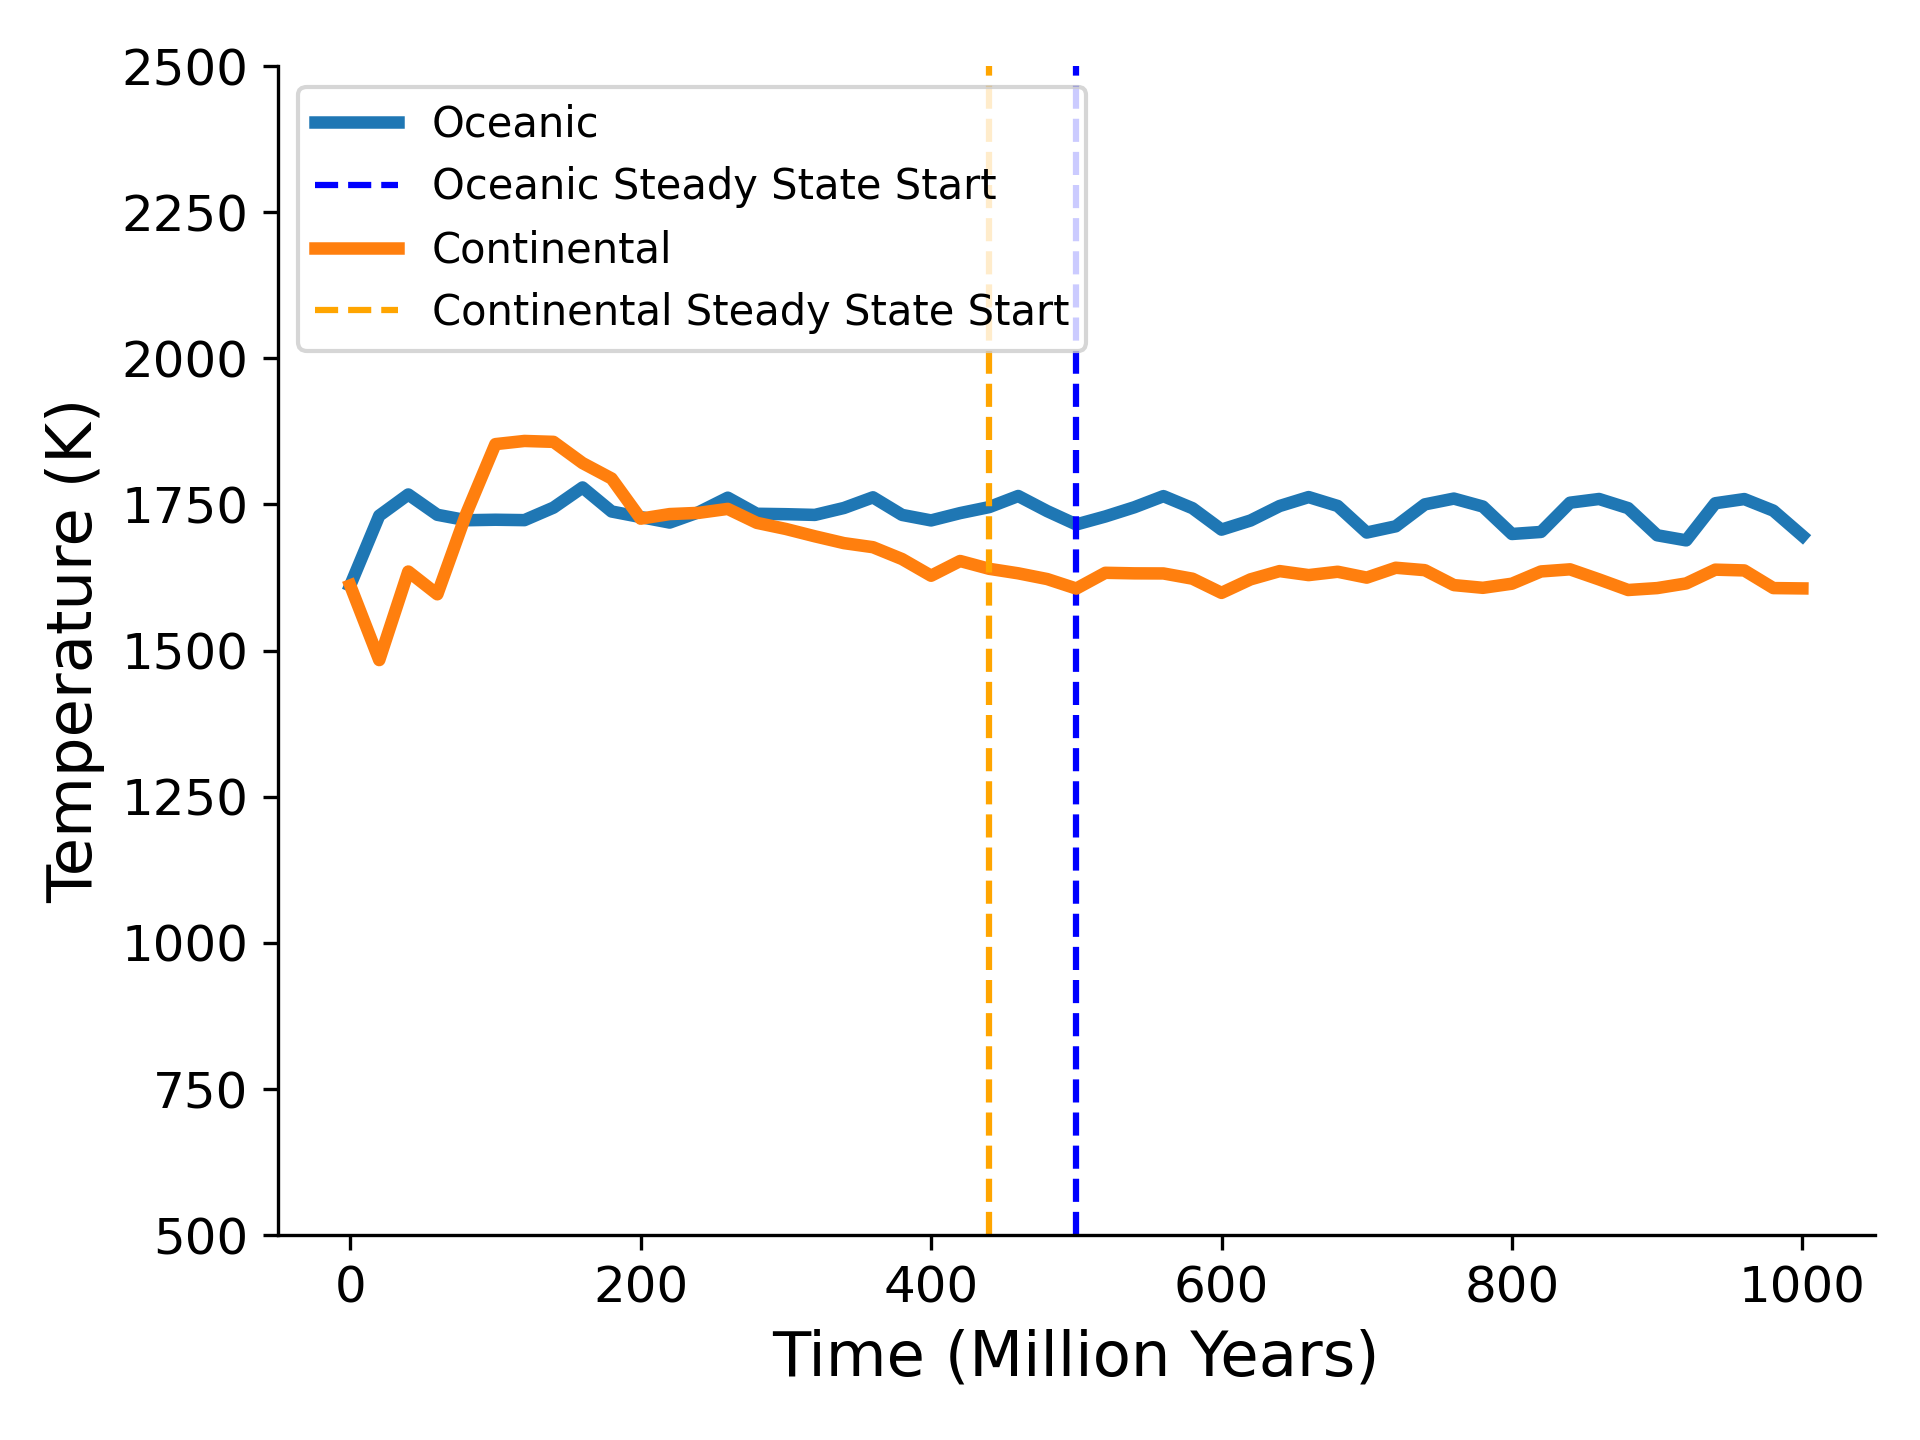 2500
2250
2000
1750
1500
1250
1000
750
500
Temperature (K)
Oceanic
Oceanic Steady State Start
Continental
Continental Steady State Start
0 200 400 600 800 1000
Time (Million Years)